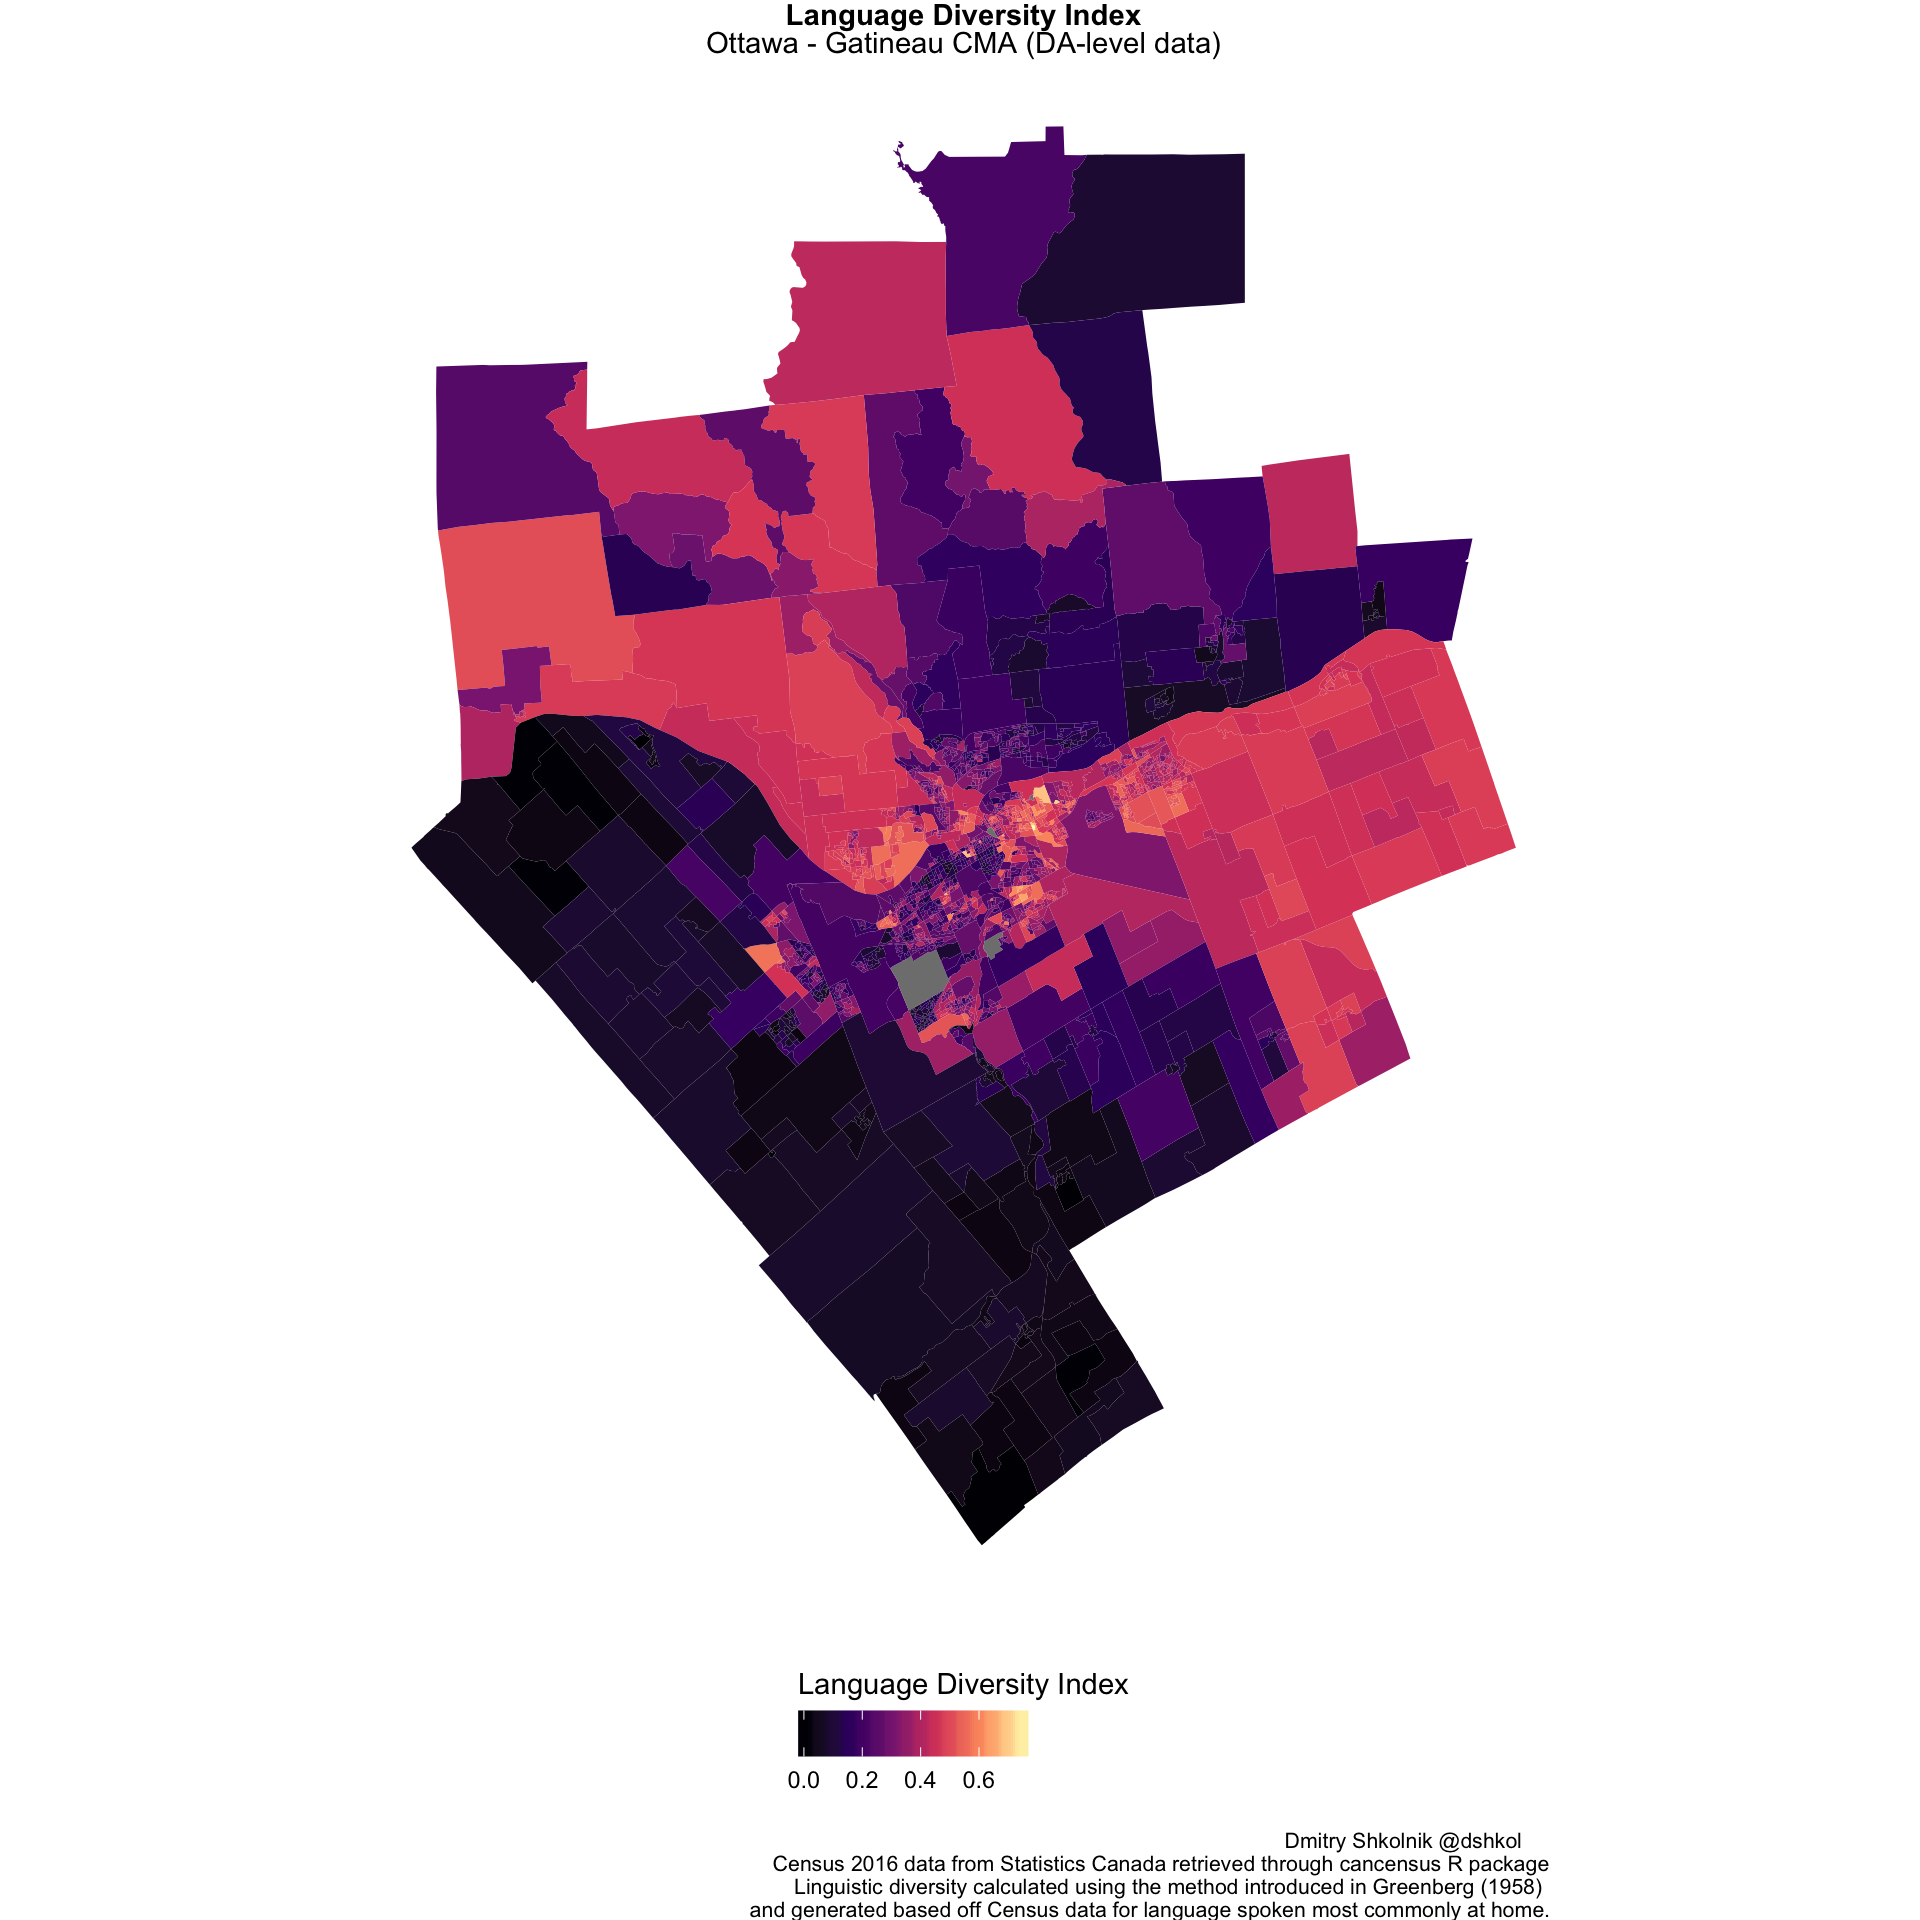 Language Diversity Index
Ottawa - Gatineau CMA (DA-level data)
Language Diversity Index
0.0 0.2 0.4 0.6
Dmitry Shkolnik @dshkol
Census 2016 data from Statistics Canada retrieved through cancensus R package
Linguistic diversity calculated using the method introduced in Greenberg (1958)
and generated based off Census data for language spoken most commonly at home.